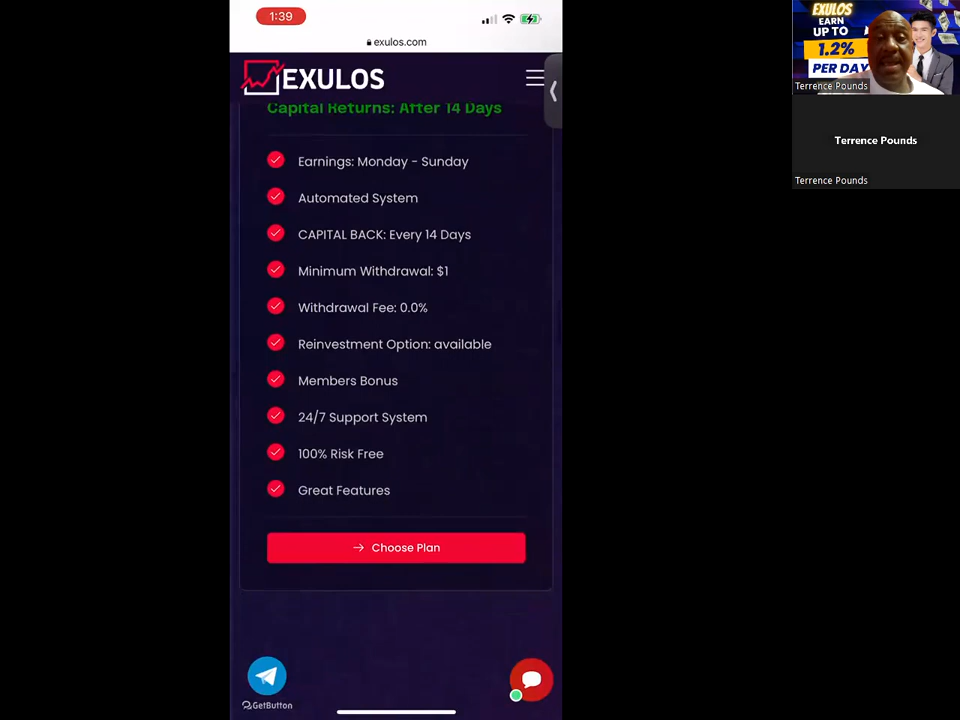 1:39
exulos.com
EXULOS
Capital Returns: After 14 Days
Earnings: Monday - Sunday
Automated System
CAPITAL BACK: Every 14 Days
Minimum Withdrawal: $1
Withdrawal Fee: 0.0%
Reinvestment Option: available
Members Bonus
24/7 Support System
100% Risk Free
Great Features
Choose Plan
GetButton
EXULOS
EARN
UP TO
1.2%
PER DAY
Terrence Pounds
Terrence Pounds
Terrence Pounds